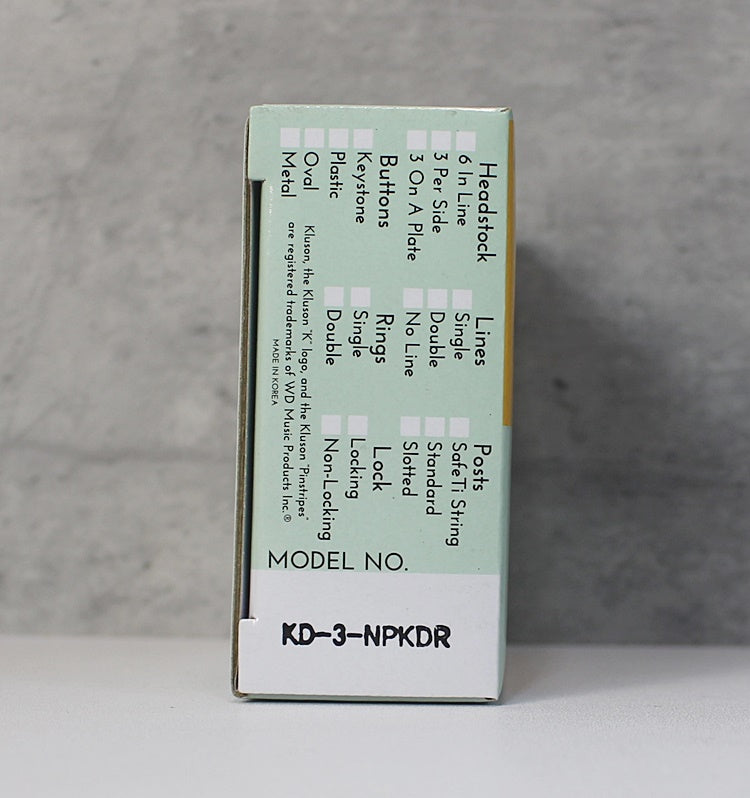 Headstock
6 In Line
3 Per Side
3 On A Plate
Buttons
Keystone
Plastic
Oval
Metal
Lines
Single
Double
No Line
Rings
Single
Double
Posts
SafeTi String
Standard
Slotted
Lock
Locking
Non-Locking
Kluson, the Kluson "K" logo, and the Kluson "Pinstripes"
are registered trademarks of WD Music Products Inc.®
MADE IN KOREA
MODEL NO.
KD-3-NPKDR